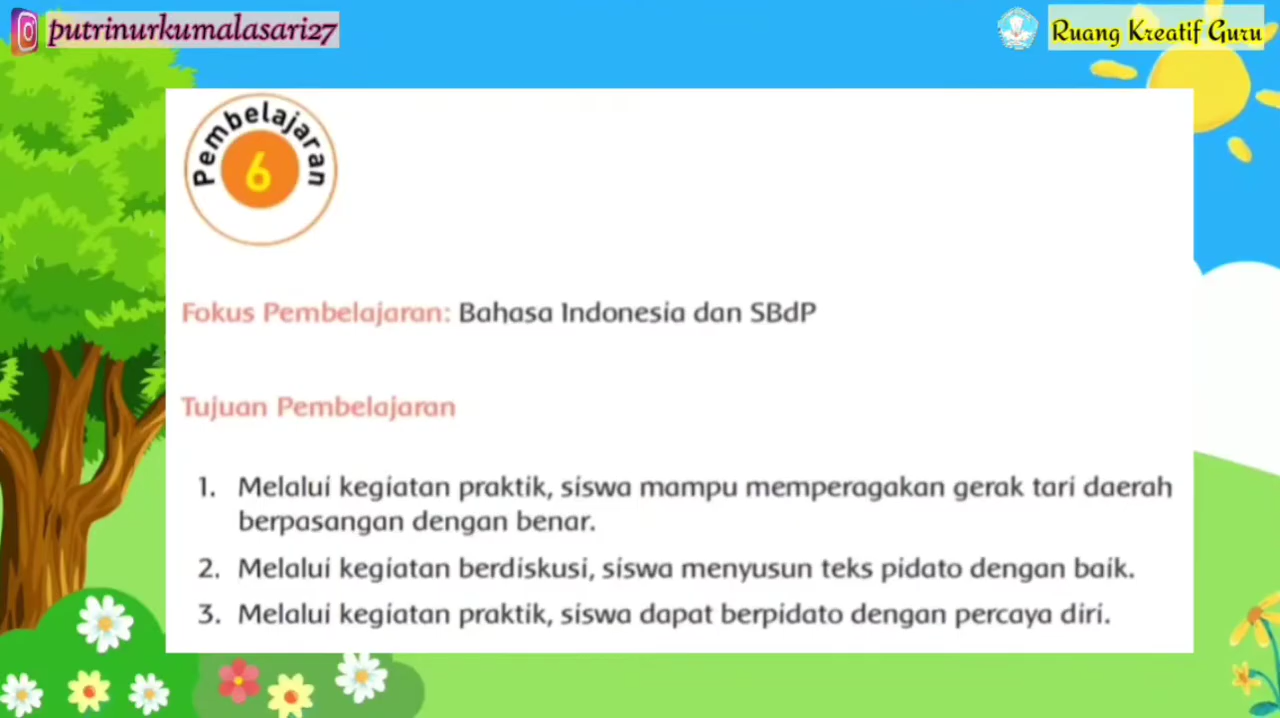 putrinurkumalasari27
Ruang Kreatif Guru
Pembelajaran
6
Fokus Pembelajaran: Bahasa Indonesia dan SBdP
Tujuan Pembelajaran
1. Melalui kegiatan praktik, siswa mampu memperagakan gerak tari daerah
berpasangan dengan benar.
2. Melalui kegiatan berdiskusi, siswa menyusun teks pidato dengan baik.
3. Melalui kegiatan praktik, siswa dapat berpidato dengan percaya diri.